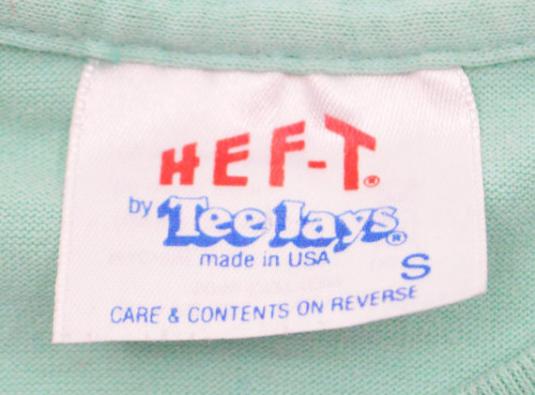 HEF-T®
by Tee Jays®
made in USA
S
CARE & CONTENTS ON REVERSE